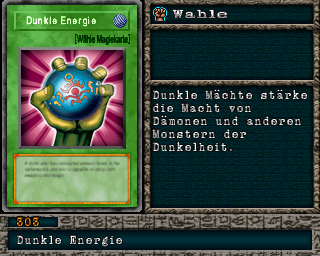 Dunkle Energie
[Wähle Magiekarte]
Wahle
Dunkle Mächte stärke
die Macht von
Dämonen und anderen
Monstern der
Dunkelheit.
303
Dunkle Energie